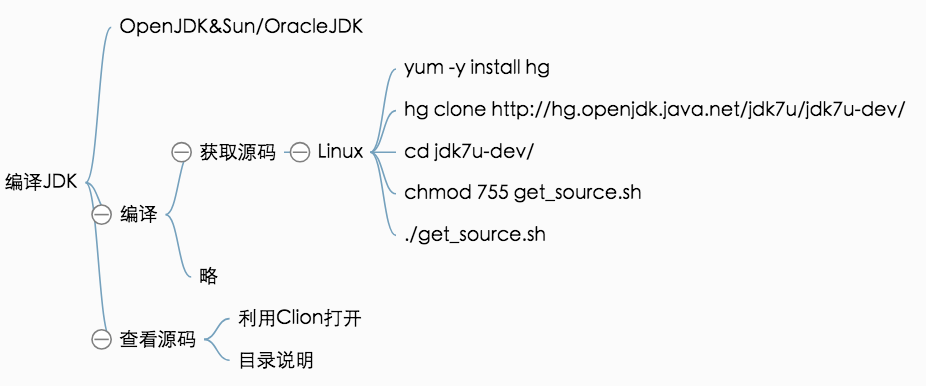 OpenJDK&Sun/OracleJDK
yum -y install hg
hg clone http://hg.openjdk.java.net/jdk7u/jdk7u-dev/
获取源码
Linux
cd jdk7u-dev/
编译JDK
chmod 755 get_source.sh
编译
./get_source.sh
略
利用Clion打开
查看源码
目录说明